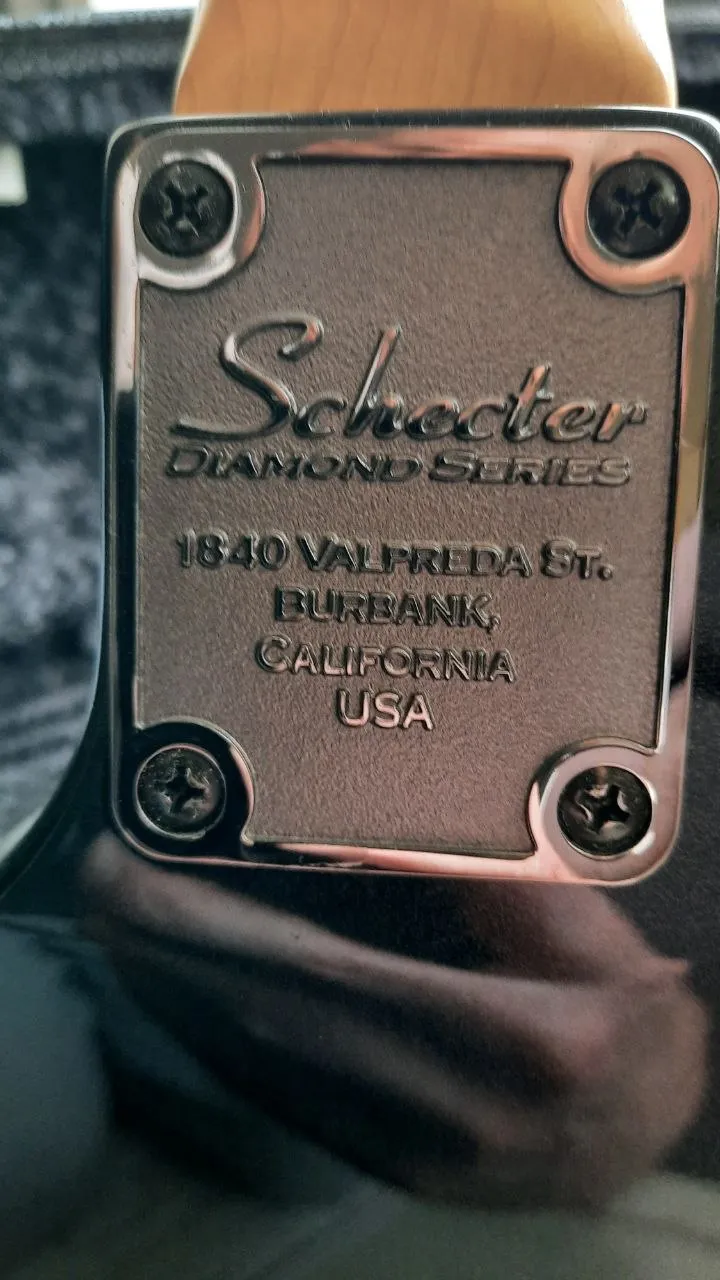 Schecter
DIAMOND SERIES
1840 VALPREDA ST.
BURBANK,
CALIFORNIA
USA